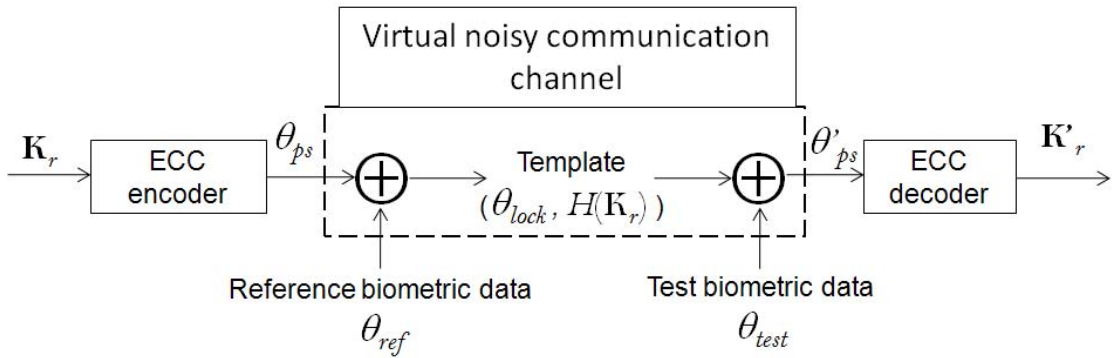 Virtual noisy communication
channel
K_r
ECC
encoder
θ_ps
Template
(θ_lock, H(K_r))
θ'_ps
ECC
decoder
K'_r
Reference biometric data
θ_ref
Test biometric data
θ_test